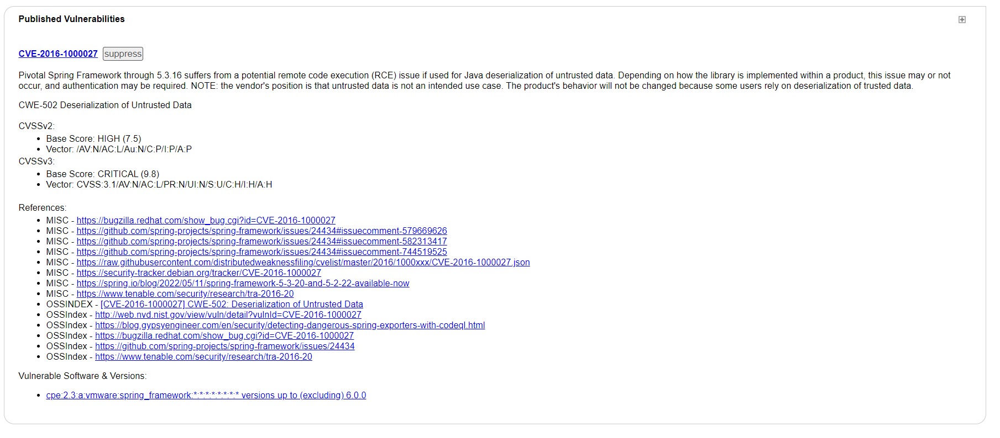 Published Vulnerabilities
CVE-2016-1000027 suppress
Pivotal Spring Framework through 5.3.16 suffers from a potential remote code execution (RCE) issue if used for Java deserialization of untrusted data. Depending on how the library is implemented within a product, this issue may or not
occur, and authentication may be required. NOTE: the vendor's position is that untrusted data is not an intended use case. The product's behavior will not be changed because some users rely on deserialization of trusted data.
CWE-502 Deserialization of Untrusted Data
CVSSv2:
• Base Score: HIGH (7.5)
• Vector: /AV:N/AC:L/Au:N/C:P/I:P/A:P
CVSSv3:
• Base Score: CRITICAL (9.8)
• Vector: CVSS:3.1/AV:N/AC:L/PR:N/UI:N/S:U/C:H/I:H/A:H
References:
• MISC - https://bugzilla.redhat.com/show_bug.cgi?id=CVE-2016-1000027
• MISC - https://github.com/spring-projects/spring-framework/issues/24434#issuecomment-579669626
• MISC - https://github.com/spring-projects/spring-framework/issues/24434#issuecomment-582313417
• MISC - https://github.com/spring-projects/spring-framework/issues/24434#issuecomment-744519525
• MISC - https://raw.githubusercontent.com/distributedweaknessfiling/cvelist/master/2016/1000xxx/CVE-2016-1000027.json
• MISC - https://security-tracker.debian.org/tracker/CVE-2016-1000027
• MISC - https://spring.io/blog/2022/05/11/spring-framework-5-3-20-and-5-2-22-available-now
• MISC - https://www.tenable.com/security/research/tra-2016-20
• OSSINDEX - [CVE-2016-1000027] CWE-502: Deserialization of Untrusted Data
• OSSIndex - http://web.nvd.nist.gov/view/vuln/detail?vulnId=CVE-2016-1000027
• OSSIndex - https://blog.gypsyengineer.com/en/security/detecting-dangerous-spring-exporters-with-codeql.html
• OSSIndex - https://bugzilla.redhat.com/show_bug.cgi?id=CVE-2016-1000027
• OSSIndex - https://github.com/spring-projects/spring-framework/issues/24434
• OSSIndex - https://www.tenable.com/security/research/tra-2016-20
Vulnerable Software & Versions:
• cpe:2.3:a:vmware:spring_framework:*:*:*:*:*:*:*:* versions up to (excluding) 6.0.0